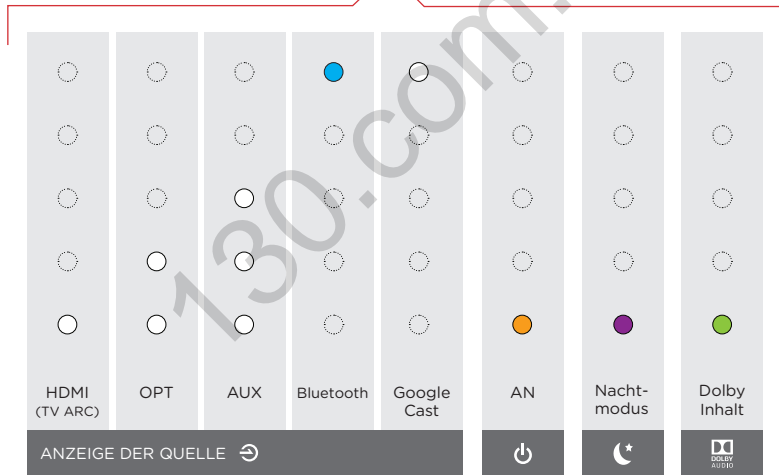 130.com.
HDMI
(TV ARC)
OPT
AUX
Bluetooth
Google
Cast
AN
Nacht-
modus
Dolby
Inhalt
ANZEIGE DER QUELLE
DOLBY
AUDIO